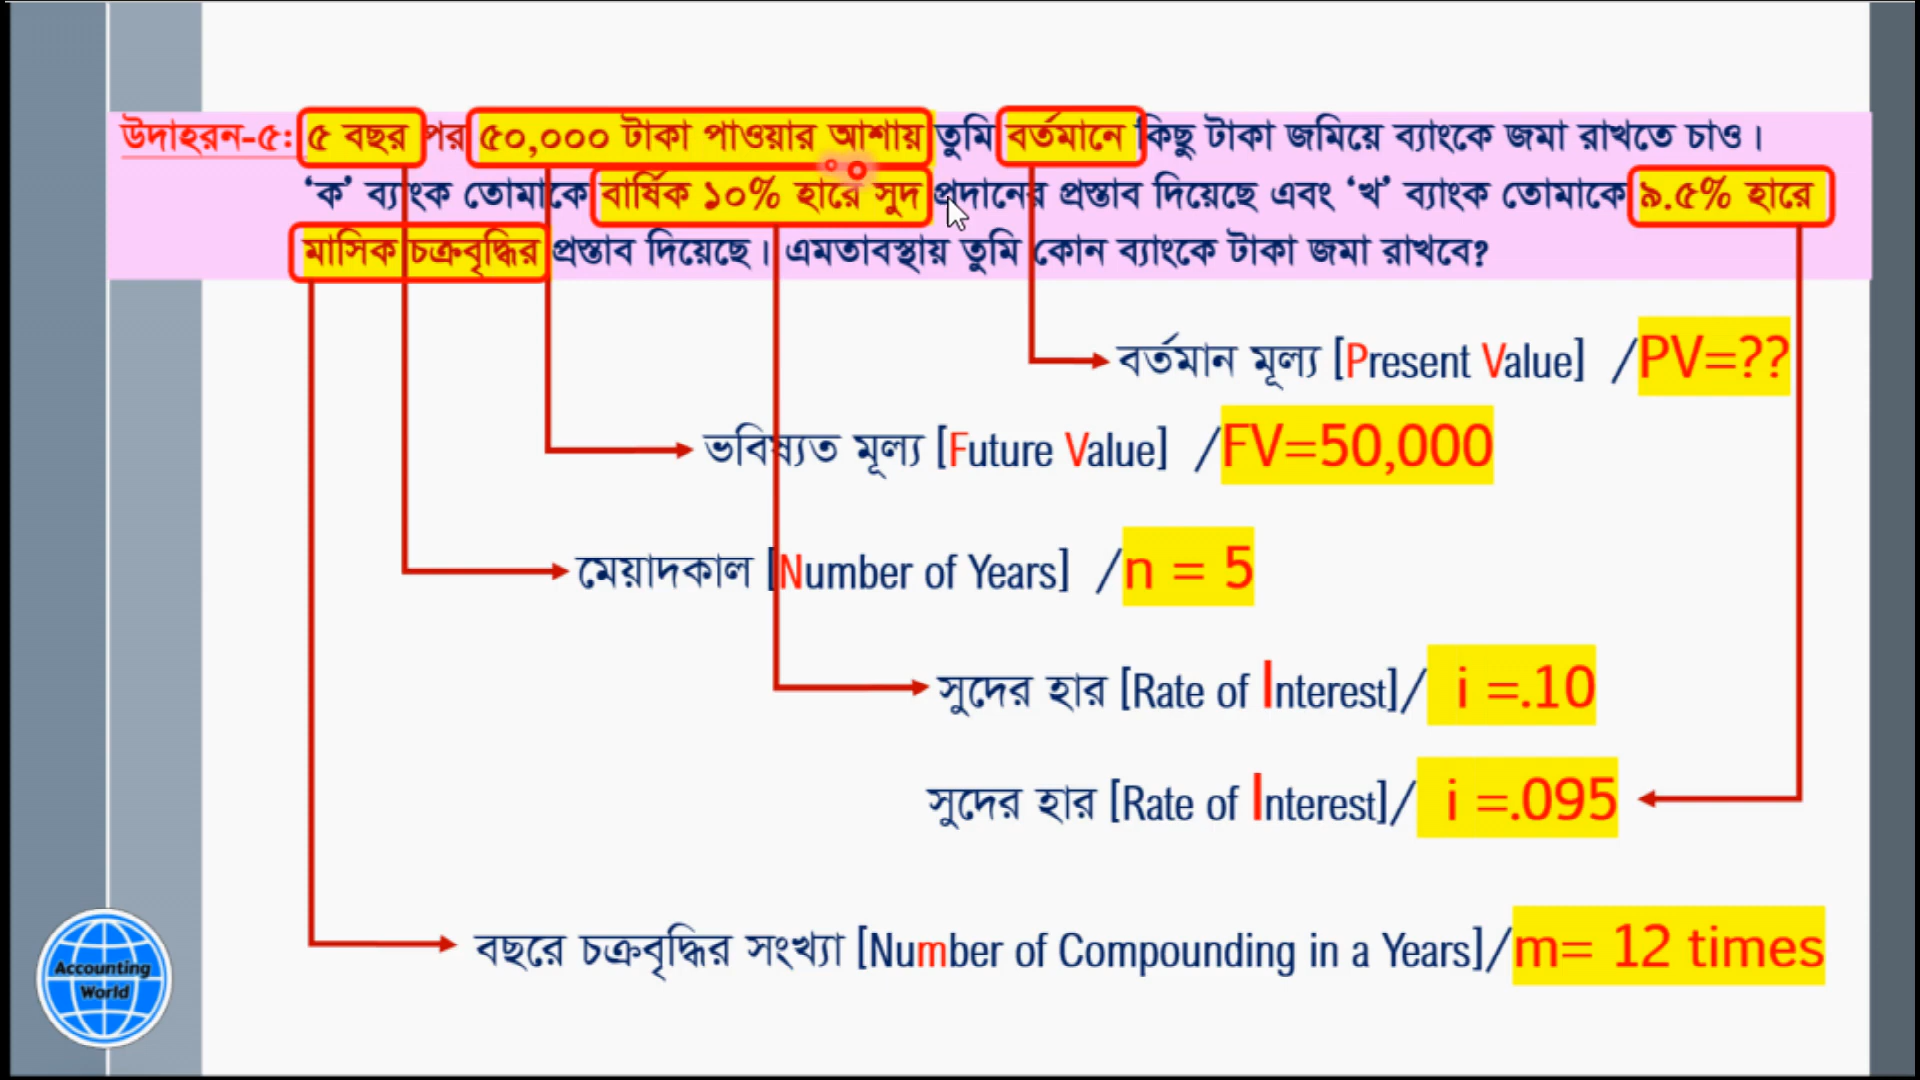 উদাহরন-৫: ৫ বছর পর ৫০,০০০ টাকা পাওয়ার আশায় তুমি বর্তমানে কিছু টাকা জমিয়ে ব্যাংকে জমা রাখতে চাও।
‘ক’ ব্যাংক তোমাকে বার্ষিক ১০% হারে সুদ প্রদানের প্রস্তাব দিয়েছে এবং ‘খ’ ব্যাংক তোমাকে ৯.৫% হারে
মাসিক চক্রবৃদ্ধির প্রস্তাব দিয়েছে। এমতাবস্থায় তুমি কোন ব্যাংকে টাকা জমা রাখবে?
বর্তমান মূল্য [Present Value] /PV=??
ভবিষ্যত মূল্য [Future Value] /FV=50,000
মেয়াদকাল [Number of Years] /n = 5
সুদের হার [Rate of Interest]/ i =.10
সুদের হার [Rate of Interest]/ i =.095
বছরে চক্রবৃদ্ধির সংখ্যা [Number of Compounding in a Years]/m= 12 times
Accounting
World